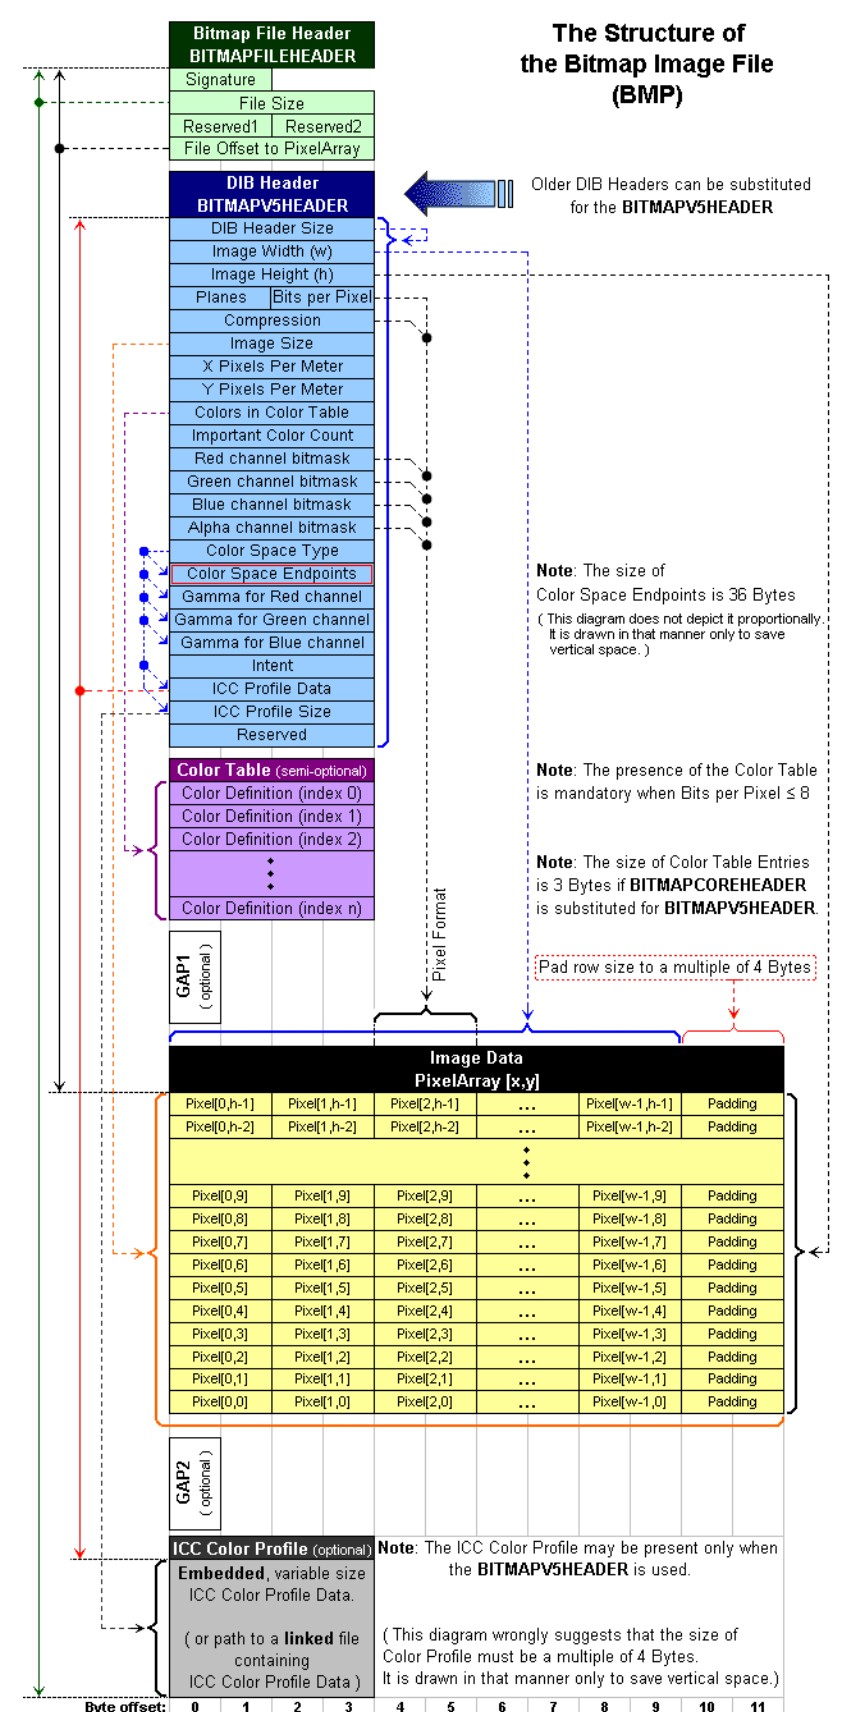 The Structure of
the Bitmap Image File
(BMP)
Bitmap File Header
BITMAPFILEHEADER
Signature
File Size
Reserved1 Reserved2
File Offset to PixelArray
DIB Header
BITMAPV5HEADER
Older DIB Headers can be substituted
for the BITMAPV5HEADER
DIB Header Size
Image Width (w)
Image Height (h)
Planes Bits per Pixel
Compression
Image Size
X Pixels Per Meter
Y Pixels Per Meter
Colors in Color Table
Important Color Count
Red channel bitmask
Green channel bitmask
Blue channel bitmask
Alpha channel bitmask
Color Space Type
Color Space Endpoints
Gamma for Red channel
Gamma for Green channel
Gamma for Blue channel
Intent
ICC Profile Data
ICC Profile Size
Reserved
Note: The size of
Color Space Endpoints is 36 Bytes
( This diagram does not depict it proportionally.
It is drawn in that manner only to save
vertical space. )
Color Table (semi-optional)
Color Definition (index 0)
Color Definition (index 1)
Color Definition (index 2)
Color Definition (index n)
Note: The presence of the Color Table
is mandatory when Bits per Pixel ≤ 8
Note: The size of Color Table Entries
is 3 Bytes if BITMAPCOREHEADER
is substituted for BITMAPV5HEADER.
Pixel Format
GAP1
( optional )
Pad row size to a multiple of 4 Bytes
Image Data
PixelArray [x,y]
Pixel[0,h-1] Pixel[1,h-1] Pixel[2,h-1] ... Pixel[w-1,h-1] Padding
Pixel[0,h-2] Pixel[1,h-2] Pixel[2,h-2] ... Pixel[w-1,h-2] Padding
Pixel[0,9] Pixel[1,9] Pixel[2,9] ... Pixel[w-1,9] Padding
Pixel[0,8] Pixel[1,8] Pixel[2,8] ... Pixel[w-1,8] Padding
Pixel[0,7] Pixel[1,7] Pixel[2,7] ... Pixel[w-1,7] Padding
Pixel[0,6] Pixel[1,6] Pixel[2,6] ... Pixel[w-1,6] Padding
Pixel[0,5] Pixel[1,5] Pixel[2,5] ... Pixel[w-1,5] Padding
Pixel[0,4] Pixel[1,4] Pixel[2,4] ... Pixel[w-1,4] Padding
Pixel[0,3] Pixel[1,3] Pixel[2,3] ... Pixel[w-1,3] Padding
Pixel[0,2] Pixel[1,2] Pixel[2,2] ... Pixel[w-1,2] Padding
Pixel[0,1] Pixel[1,1] Pixel[2,1] ... Pixel[w-1,1] Padding
Pixel[0,0] Pixel[1,0] Pixel[2,0] ... Pixel[w-1,0] Padding
GAP2
( optional )
ICC Color Profile (optional)
Embedded, variable size
ICC Color Profile Data.
( or path to a linked file
containing
ICC Color Profile Data )
Note: The ICC Color Profile may be present only when
the BITMAPV5HEADER is used.
( This diagram wrongly suggests that the size of
Color Profile must be a multiple of 4 Bytes.
It is drawn in that manner only to save vertical space.)
Byte offset: 0 1 2 3 4 5 6 7 8 9 10 11